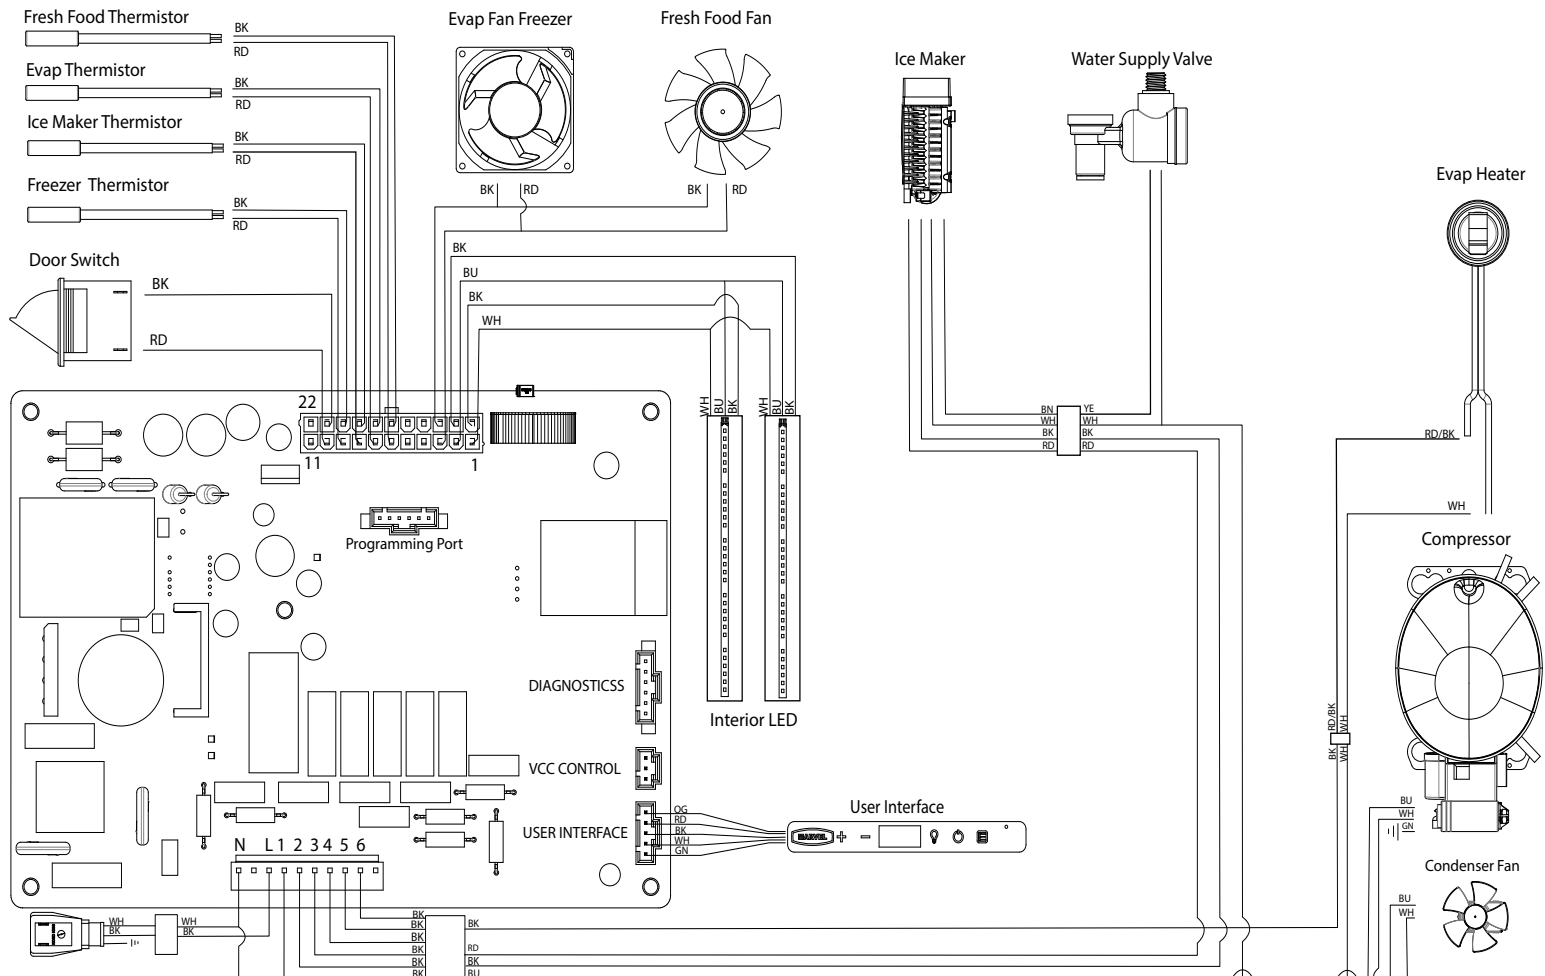 Fresh Food Thermistor
BK
RD
Evap Thermistor
BK
RD
Ice Maker Thermistor
BK
RD
Freezer Thermistor
BK
RD
Door Switch
BK
RD
Evap Fan Freezer
BK RD
Fresh Food Fan
BK RD
BK
BU
BK
WH
Ice Maker
Water Supply Valve
Evap Heater
22
11
1
WH
BU
BK
WH
BU
BK
BN YE
WH WH
BK BK
RD RD
RD/BK
WH
Programming Port
DIAGNOSTICSS
VCC CONTROL
USER INTERFACE
Interior LED
OG
RD
BK
WH
GN
User Interface
MARVEL
Compressor
RD/BK
WH
BK
WH
BU
WH
GN
Condenser Fan
BU
WH
N L 1 2 3 4 5 6
WH WH
BK BK
BK
BK BK
BK
BK RD
BK BK
BK BU